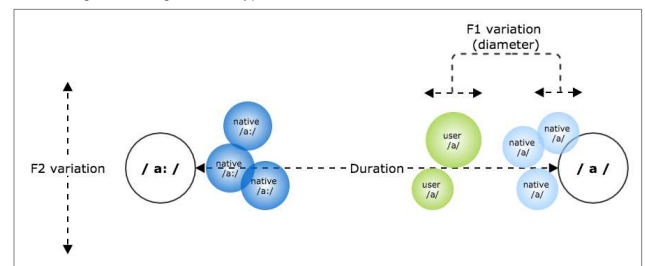 F1 variation
(diameter)
native
/a:/
user
/a/
native
/a/
native
/a/
F2 variation
/ a: /
native
/a:/
native
/a:/
Duration
user
/a/
native
/a/
/ a /